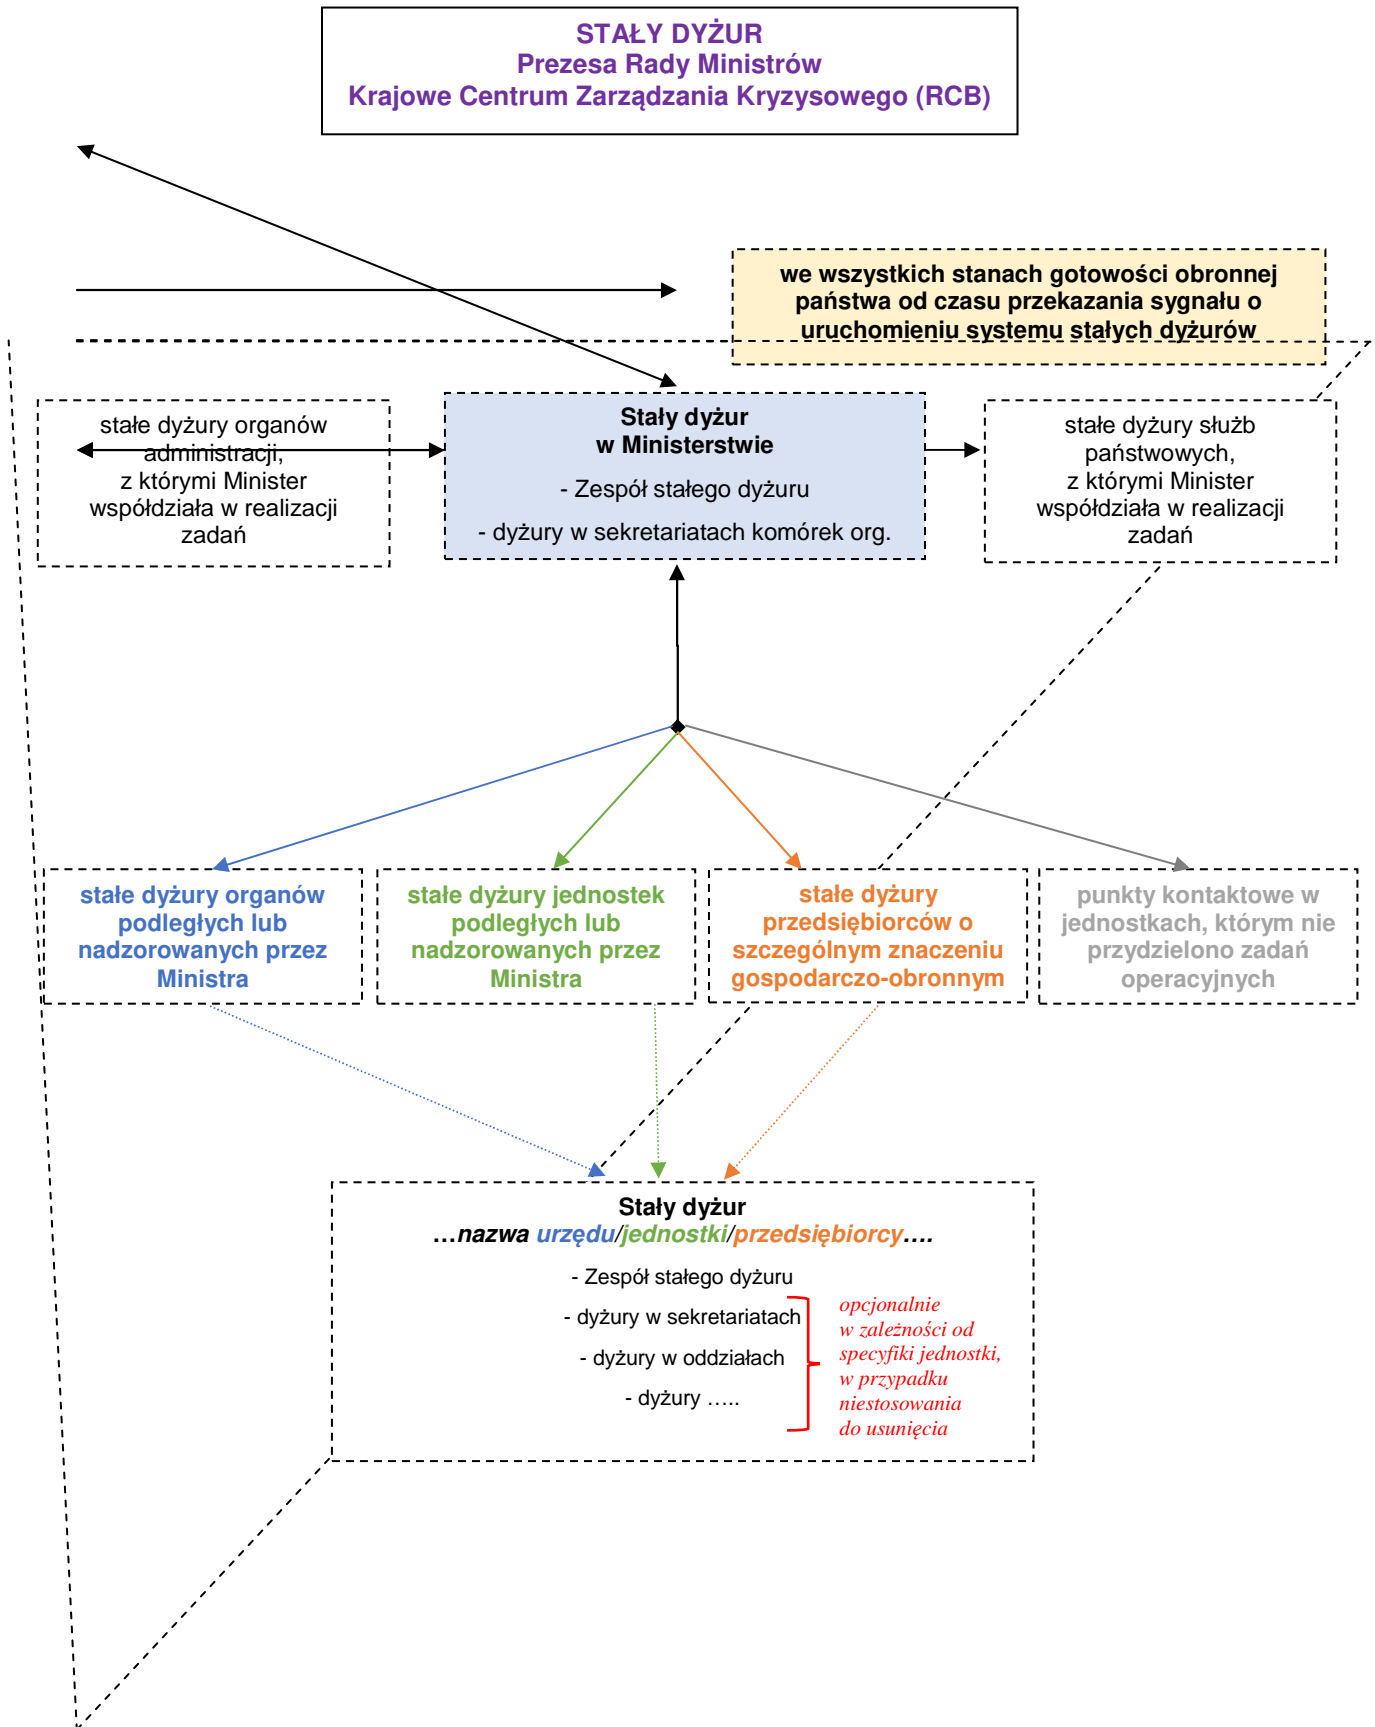 STAŁY DYŻUR
Prezesa Rady Ministrów
Krajowe Centrum Zarządzania Kryzysowego (RCB)
we wszystkich stanach gotowości obronnej
państwa od czasu przekazania sygnału o
uruchomieniu systemu stałych dyżurów
stałe dyżury organów
administracji,
z którymi Minister
współdziała w realizacji
zadań
Stały dyżur
w Ministerstwie
- Zespół stałego dyżuru
- dyżury w sekretariatach komórek org.
stałe dyżury służb
państwowych,
z którymi Minister
współdziała w realizacji
zadań
stałe dyżury organów
podległych lub
nadzorowanych przez
Ministra
stałe dyżury jednostek
podległych lub
nadzorowanych przez
Ministra
stałe dyżury
przedsiębiorców o
szczególnym znaczeniu
gospodarczo-obronnym
punkty kontaktowe w
jednostkach, którym nie
przydzielono zadań
operacyjnych
Stały dyżur
…nazwa urzędu/jednostki/przedsiębiorcy….
- Zespół stałego dyżuru
- dyżury w sekretariatach
- dyżury w oddziałach
- dyżury …..
opcjonalnie
w zależności od
specyfiki jednostki,
w przypadku
niestosowania
do usunięcia